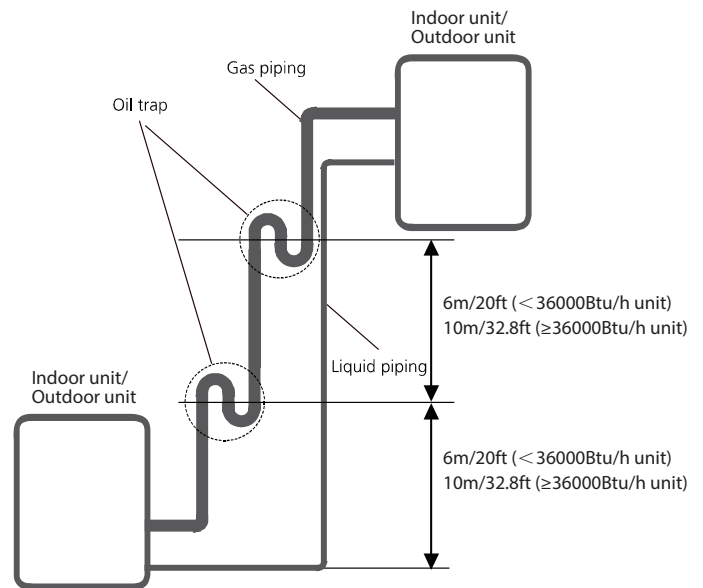 Indoor unit/
Outdoor unit
Gas piping
Oil trap
6m/20ft (＜36000Btu/h unit)
10m/32.8ft (≥36000Btu/h unit)
Liquid piping
Indoor unit/
Outdoor unit
6m/20ft (＜36000Btu/h unit)
10m/32.8ft (≥36000Btu/h unit)